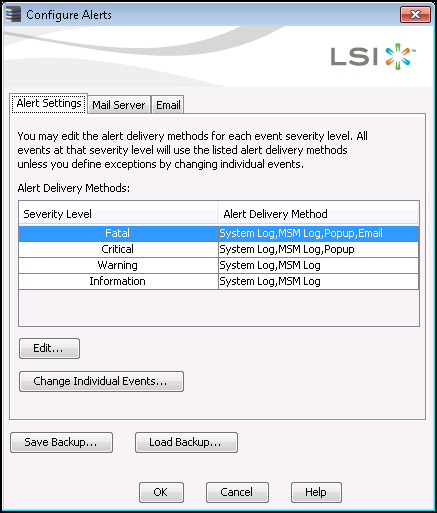 Configure Alerts
LSI
Alert Settings Mail Server Email
You may edit the alert delivery methods for each event severity level. All
events at that severity level will use the listed alert delivery methods
unless you define exceptions by changing individual events.
Alert Delivery Methods:
Severity Level Alert Delivery Method
Fatal System Log,MSM Log,Popup,Email
Critical System Log,MSM Log,Popup
Warning System Log,MSM Log
Information System Log,MSM Log
Edit...
Change Individual Events...
Save Backup... Load Backup...
OK Cancel Help